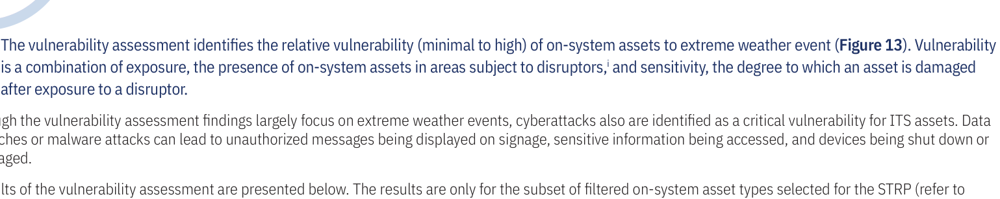 The vulnerability assessment identifies the relative vulnerability (minimal to high) of on-system assets to extreme weather event (Figure 13). Vulnerability
is a combination of exposure, the presence of on-system assets in areas subject to disruptors,ⁱ and sensitivity, the degree to which an asset is damaged
after exposure to a disruptor.
the vulnerability assessment findings largely focus on extreme weather events, cyberattacks also are identified as a critical vulnerability for ITS assets. Data
or malware attacks can lead to unauthorized messages being displayed on signage, sensitive information being accessed, and devices being shut down or
of the vulnerability assessment are presented below. The results are only for the subset of filtered on-system asset types selected for the STRP (refer to